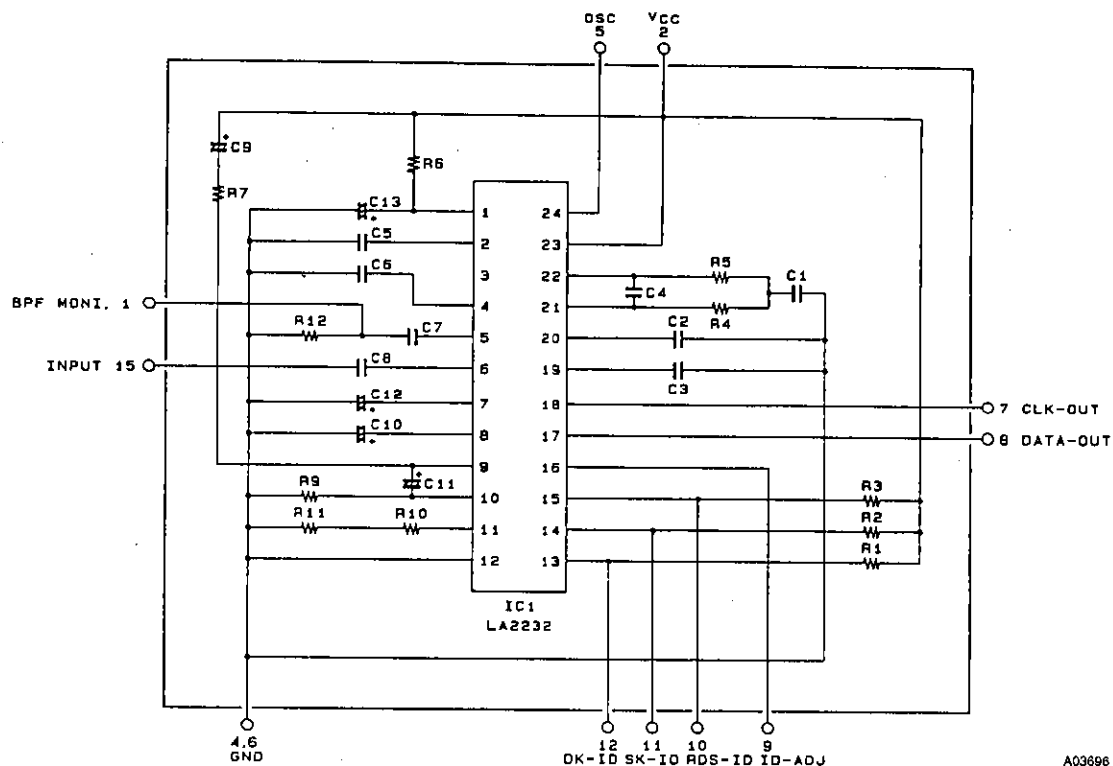 OSC VCC
5 2
C9
R6
R7
C13
1 24
C5
2 23
C6
R5 C1
3 22
C4
BPF MONI. 1
4 21
R4
R12 C7
C2
5 20
INPUT 15
C8
6 19
C3
C12
7 18
7 CLK-OUT
C10
8 17
8 DATA-OUT
9 16
C11
R9
10 15
R3
R11 R10
11 14
R2
12 13
R1
IC1
LA2232
4,6
GND
12 11 10 9
DK-ID SK-ID RDS-ID ID-ADJ
A03696